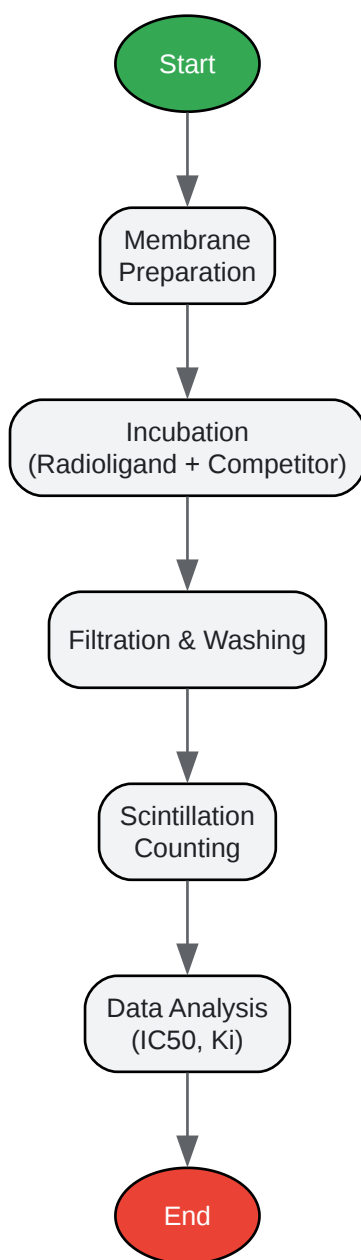 Start
Membrane
Preparation
Incubation
(Radioligand + Competitor)
Filtration & Washing
Scintillation
Counting
Data Analysis
(IC50, Ki)
End